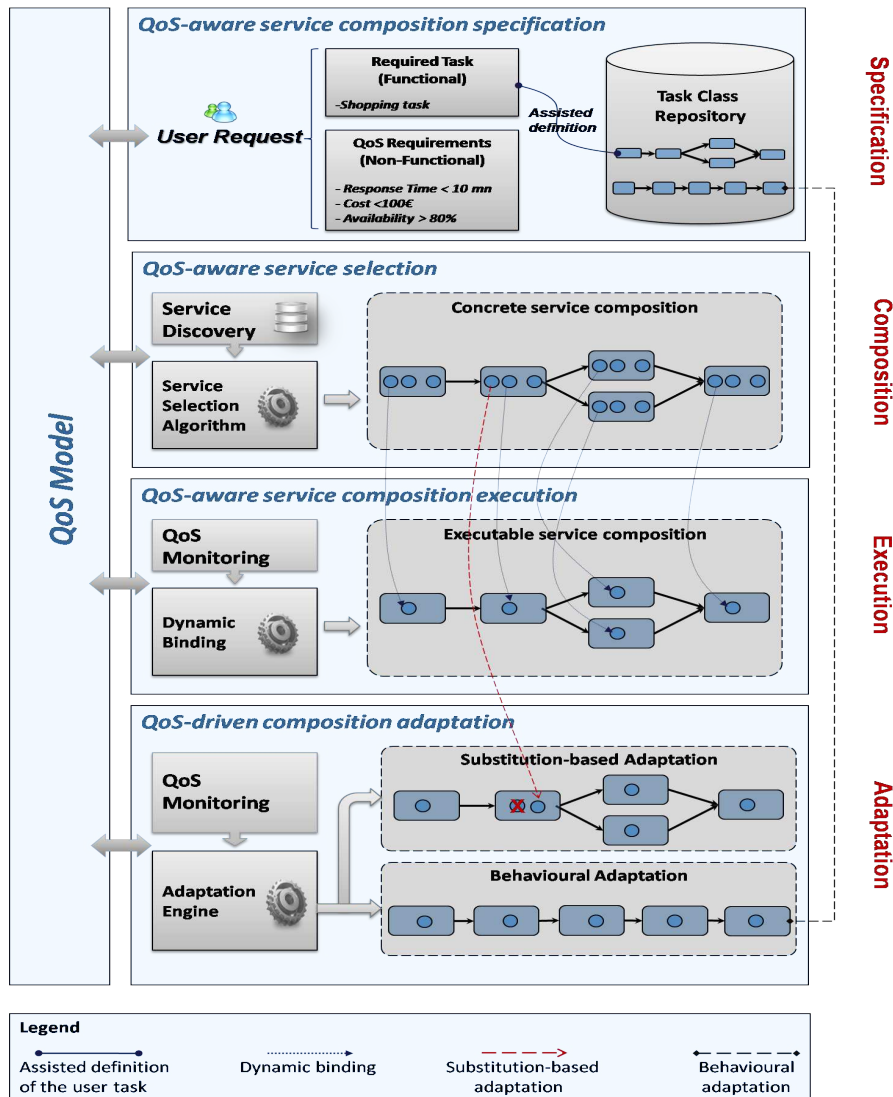 QoS-aware service composition specification
User Request
Required Task
(Functional)
-Shopping task
QoS Requirements
(Non-Functional)
- Response Time < 10 mn
- Cost <100€
- Availability > 80%
Assisted
definition
Task Class
Repository
Specification
QoS-aware service selection
Service
Discovery
Service
Selection
Algorithm
Concrete service composition
Composition
QoS Model
QoS-aware service composition execution
QoS
Monitoring
Dynamic
Binding
Executable service composition
Execution
QoS-driven composition adaptation
QoS
Monitoring
Adaptation
Engine
Substitution-based Adaptation
Behavioural Adaptation
Adaptation
Legend
Assisted definition
of the user task
Dynamic binding
Substitution-based
adaptation
Behavioural
adaptation